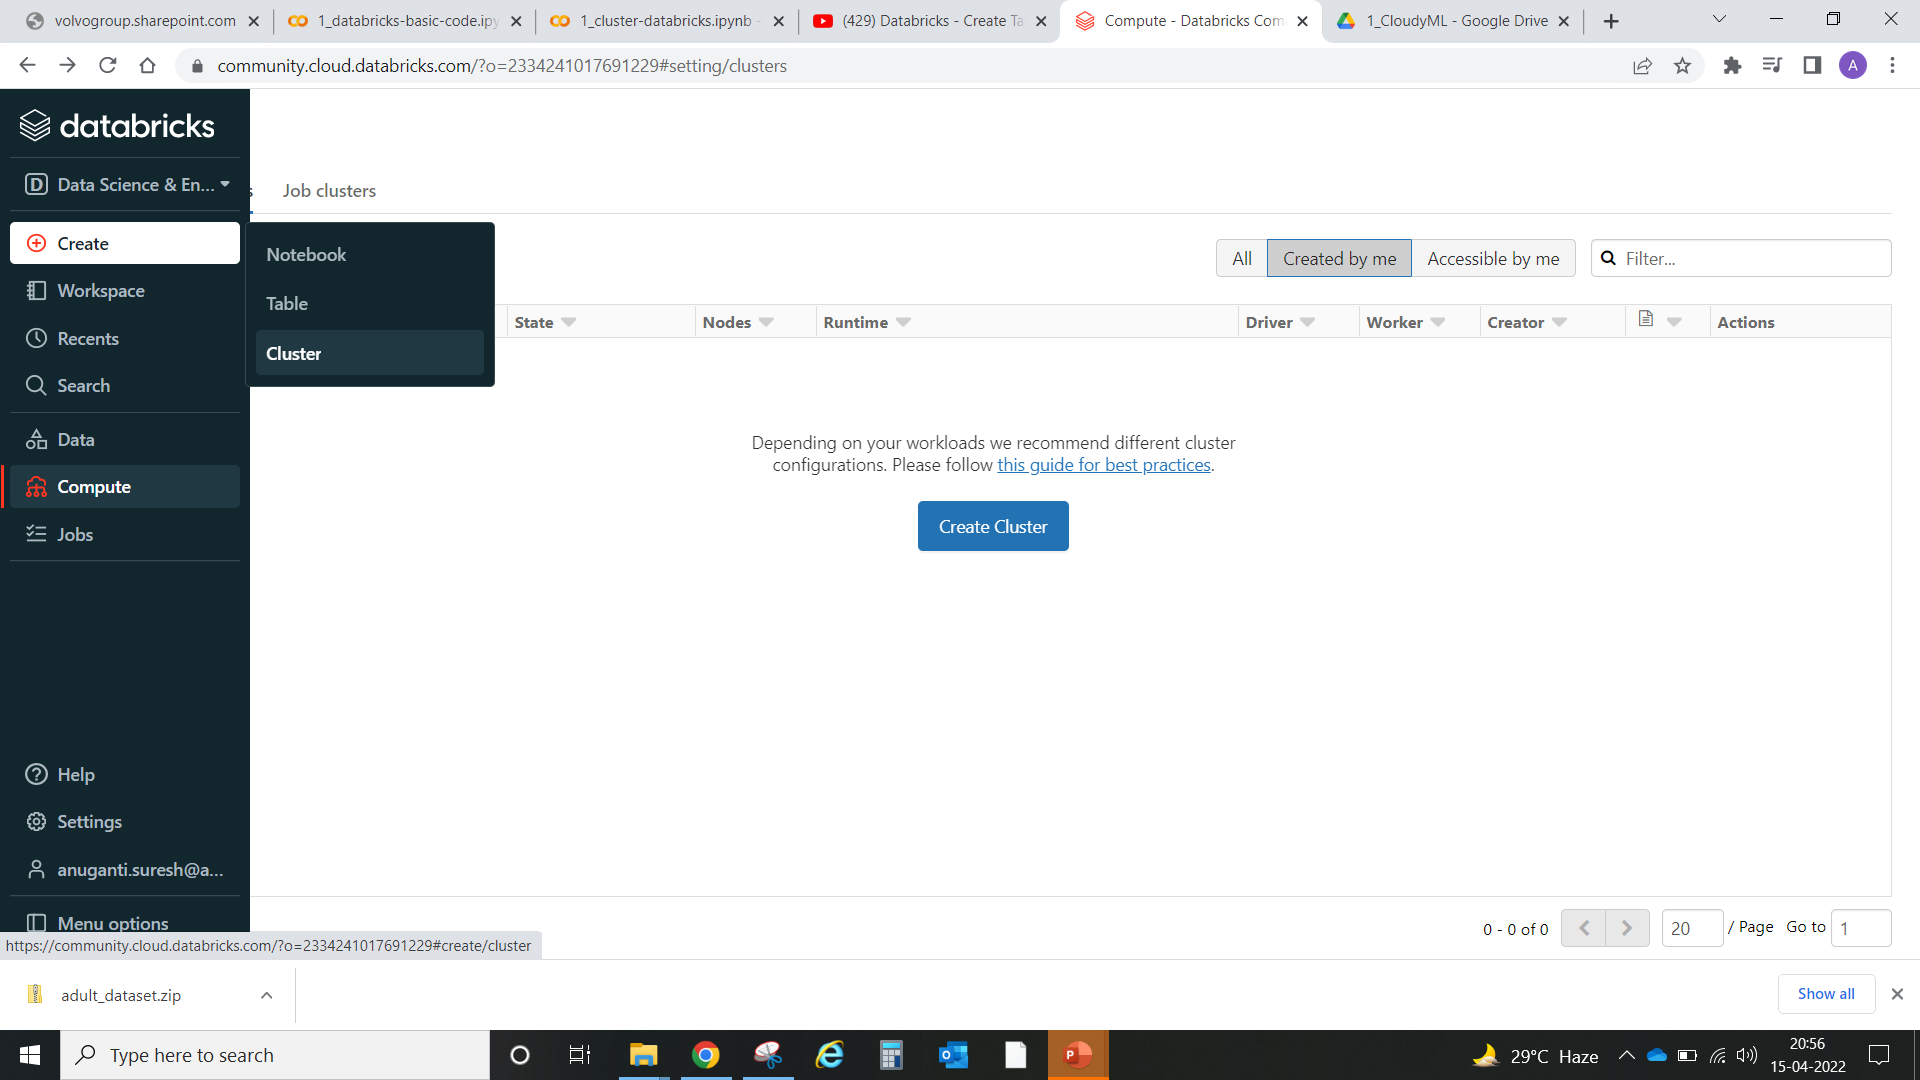 volvogroup.sharepoint.com
1_databricks-basic-code.ipy
1_cluster-databricks.ipynb -
(429) Databricks - Create Ta
Compute - Databricks Com
1_CloudyML - Google Drive
community.cloud.databricks.com/?o=2334241017691229#setting/clusters
A
databricks
D Data Science & En...
Job clusters
Create
Notebook
All
Created by me
Accessible by me
Filter...
Workspace
Table
State
Nodes
Runtime
Driver
Worker
Creator
Actions
Recents
Cluster
Search
Data
Depending on your workloads we recommend different cluster
configurations. Please follow this guide for best practices.
Compute
Create Cluster
Jobs
Help
Settings
anuganti.suresh@a...
Menu options
0 - 0 of 0
20
/ Page
Go to
1
https://community.cloud.databricks.com/?o=2334241017691229#create/cluster
adult_dataset.zip
Show all
Type here to search
29°C Haze
20:56
15-04-2022